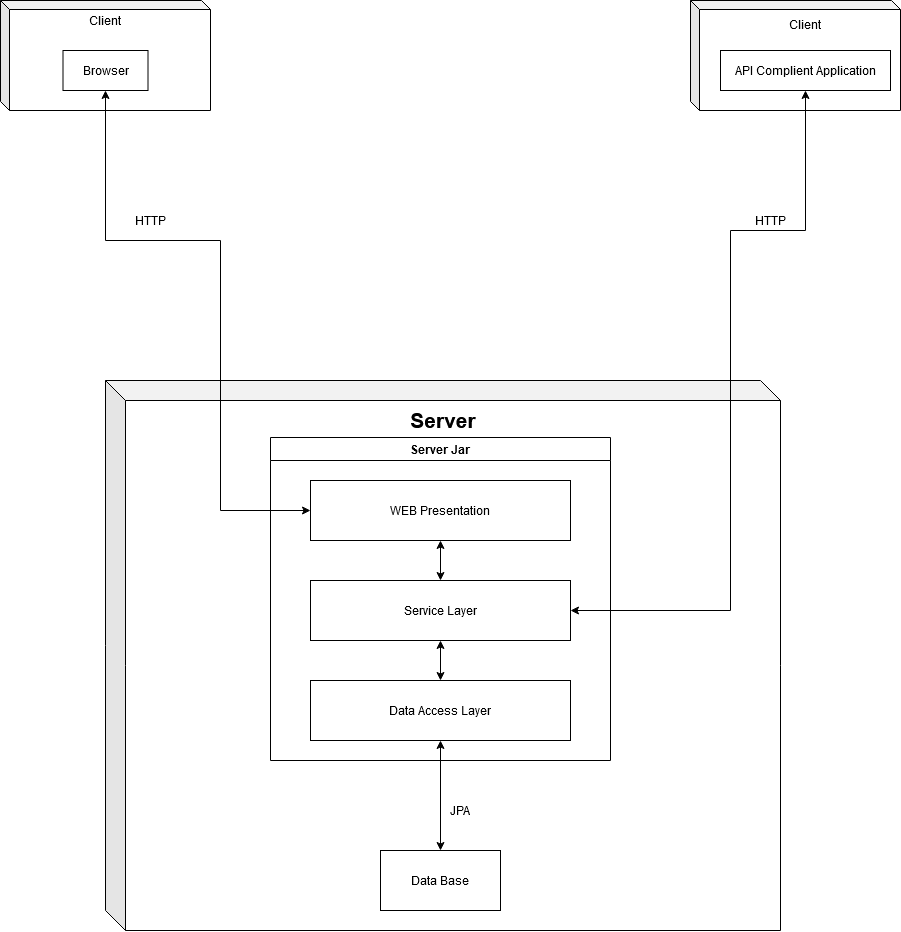 Client
Browser
Client
API Complient Application
HTTP
HTTP
Server
Server Jar
WEB Presentation
Service Layer
Data Access Layer
JPA
Data Base